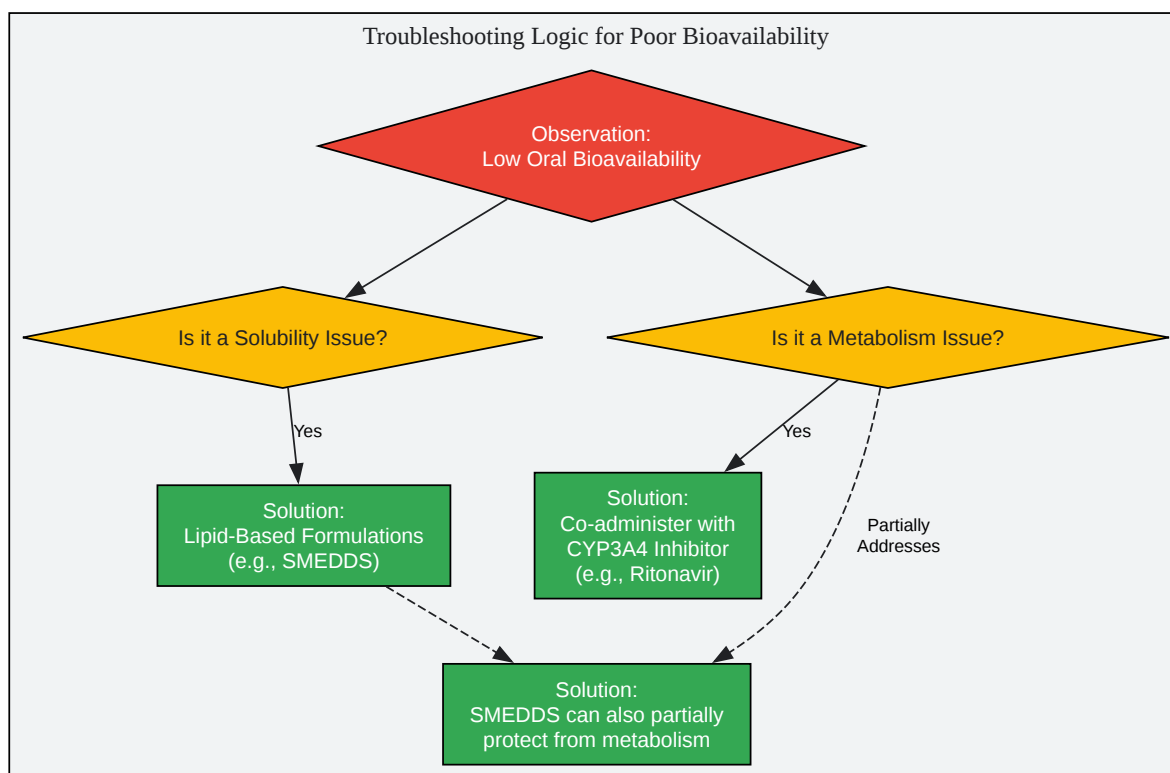 Troubleshooting Logic for Poor Bioavailability
Observation:
Low Oral Bioavailability
Is it a Solubility Issue?
Is it a Metabolism Issue?
Yes
Yes
Solution:
Lipid-Based Formulations
(e.g., SMEDDS)
Solution:
Co-administer with
CYP3A4 Inhibitor
(e.g., Ritonavir)
Partially
Addresses
Solution:
SMEDDS can also partially
protect from metabolism